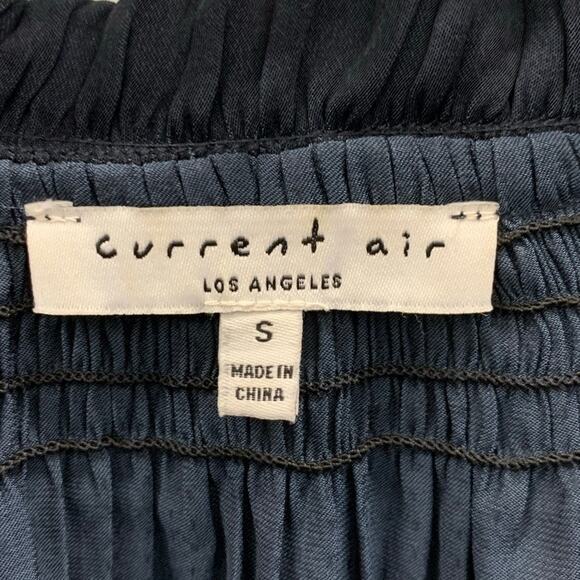 current air
LOS ANGELES
S
MADE IN
CHINA